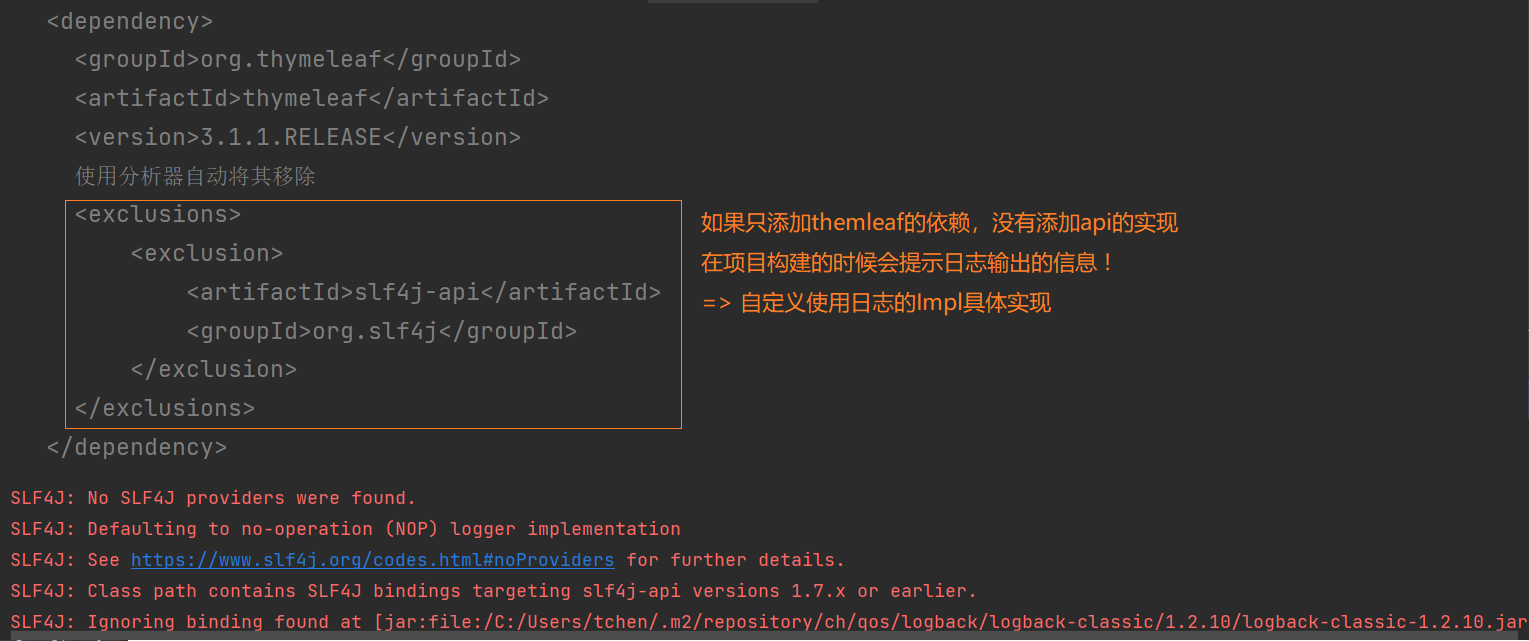 <dependency>
<groupId>org.thymeleaf</groupId>
<artifactId>thymeleaf</artifactId>
<version>3.1.1.RELEASE</version>
使用分析器自动将其移除
<exclusions>
<exclusion>
<artifactId>slf4j-api</artifactId>
<groupId>org.slf4j</groupId>
</exclusion>
</exclusions>
</dependency>
如果只添加themleaf的依赖，没有添加api的实现
在项目构建的时候会提示日志输出的信息！
=> 自定义使用日志的Impl具体实现
SLF4J: No SLF4J providers were found.
SLF4J: Defaulting to no-operation (NOP) logger implementation
SLF4J: See https://www.slf4j.org/codes.html#noProviders for further details.
SLF4J: Class path contains SLF4J bindings targeting slf4j-api versions 1.7.x or earlier.
SLF4J: Ignoring binding found at [jar:file:/C:/Users/tchen/.m2/repository/ch/qos/logback/logback-classic/1.2.10/logback-classic-1.2.10.jar